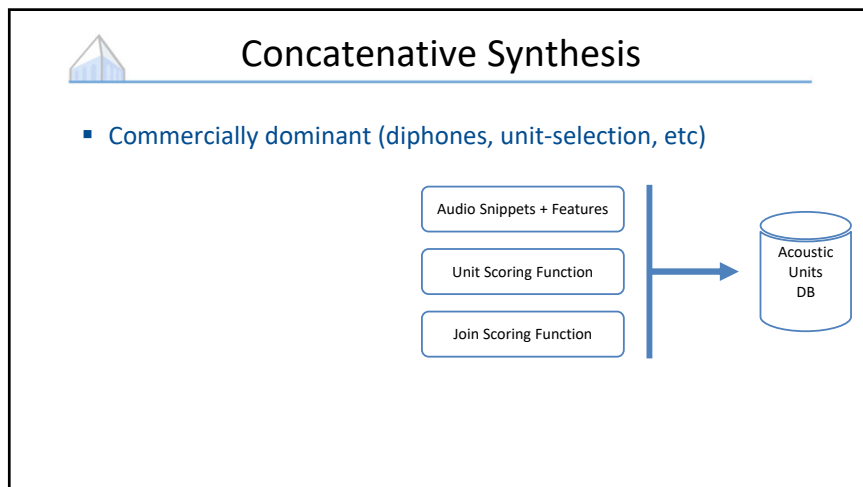 Concatenative Synthesis
▪ Commercially dominant (diphones, unit-selection, etc)
Audio Snippets + Features
Unit Scoring Function
Join Scoring Function
Acoustic
Units
DB